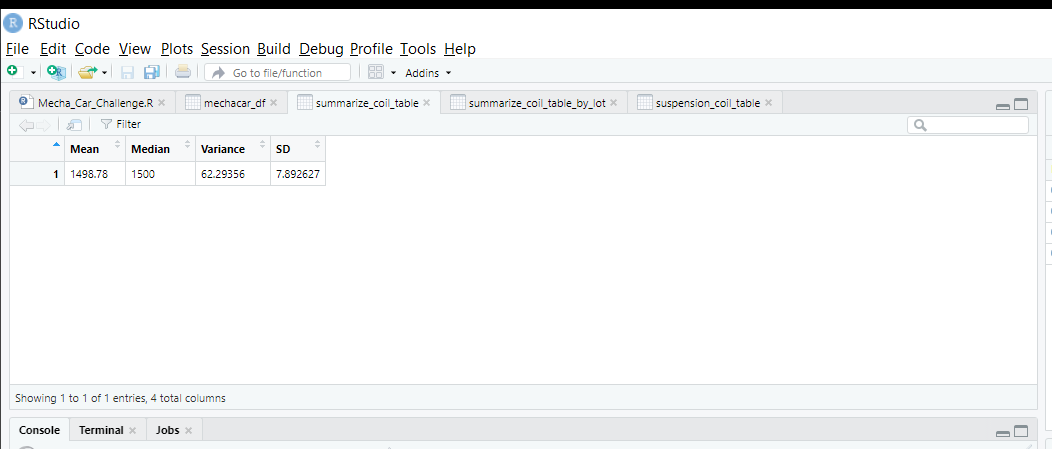 RStudio
File Edit Code View Plots Session Build Debug Profile Tools Help
Go to file/function Addins
Mecha_Car_Challenge.R mechacar_df summarize_coil_table summarize_coil_table_by_lot suspension_coil_table
Filter
Mean Median Variance SD
1 1498.78 1500 62.29356 7.892627
Showing 1 to 1 of 1 entries, 4 total columns
Console Terminal Jobs